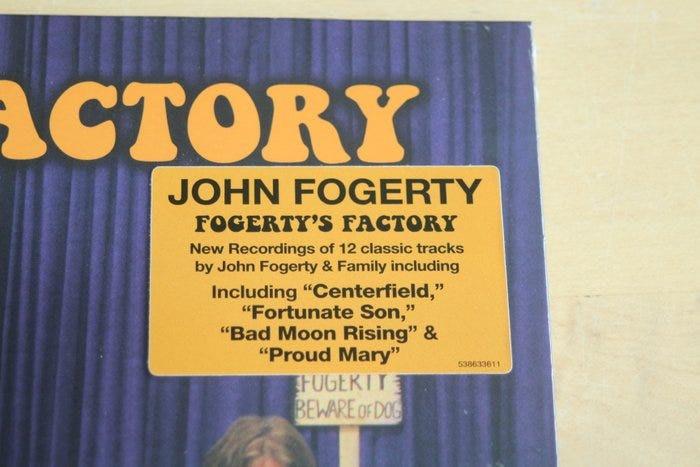 ACTORY
JOHN FOGERTY
FOGERTY'S FACTORY
New Recordings of 12 classic tracks
by John Fogerty & Family including
Including “Centerfield,”
“Fortunate Son,”
“Bad Moon Rising” &
“Proud Mary”
538633611
FOGERTY
BEWARE OF DOG